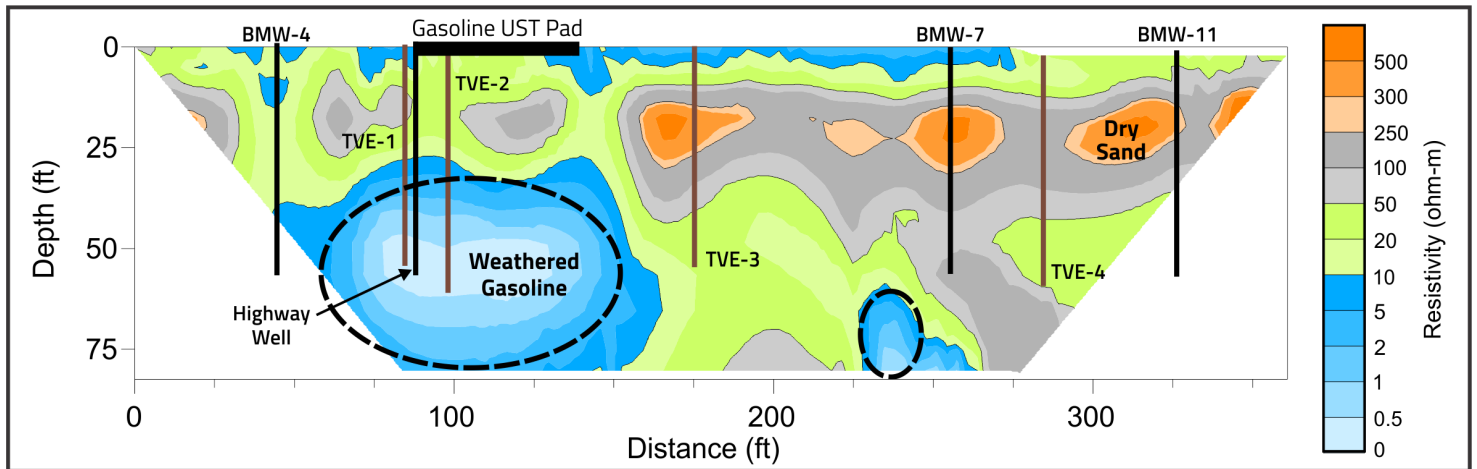 Gasoline UST Pad
BMW-4
BMW-7
BMW-11
0
25
50
75
Depth (ft)
TVE-2
TVE-1
Dry
Sand
Weathered
Gasoline
TVE-3
TVE-4
Highway
Well
0
100
200
300
Distance (ft)
500
300
250
100
50
20
10
5
2
1
0.5
0
Resistivity (ohm-m)